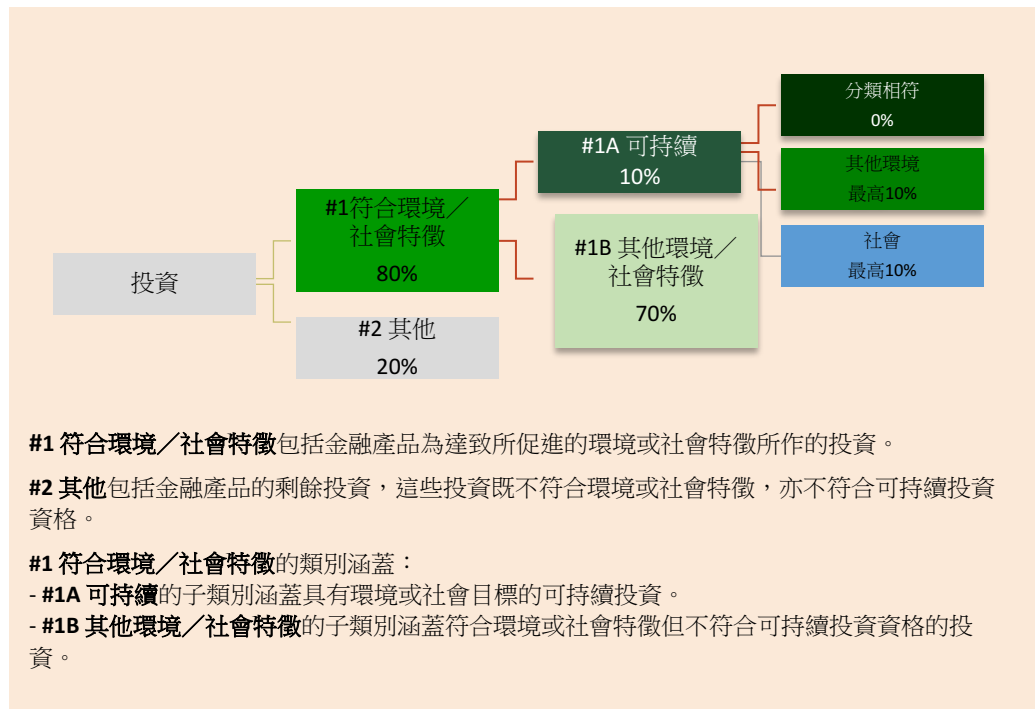 投資
#1符合環境／
社會特徵
80%
#2 其他
20%
#1A 可持續
10%
#1B 其他環境／
社會特徵
70%
分類相符
0%
其他環境
最高10%
社會
最高10%
#1 符合環境／社會特徵包括金融產品為達致所促進的環境或社會特徵所作的投資。
#2 其他包括金融產品的剩餘投資，這些投資既不符合環境或社會特徵，亦不符合可持續投資
資格。
#1 符合環境／社會特徵的類別涵蓋：
- #1A 可持續的子類別涵蓋具有環境或社會目標的可持續投資。
- #1B 其他環境／社會特徵的子類別涵蓋符合環境或社會特徵但不符合可持續投資資格的投
資。